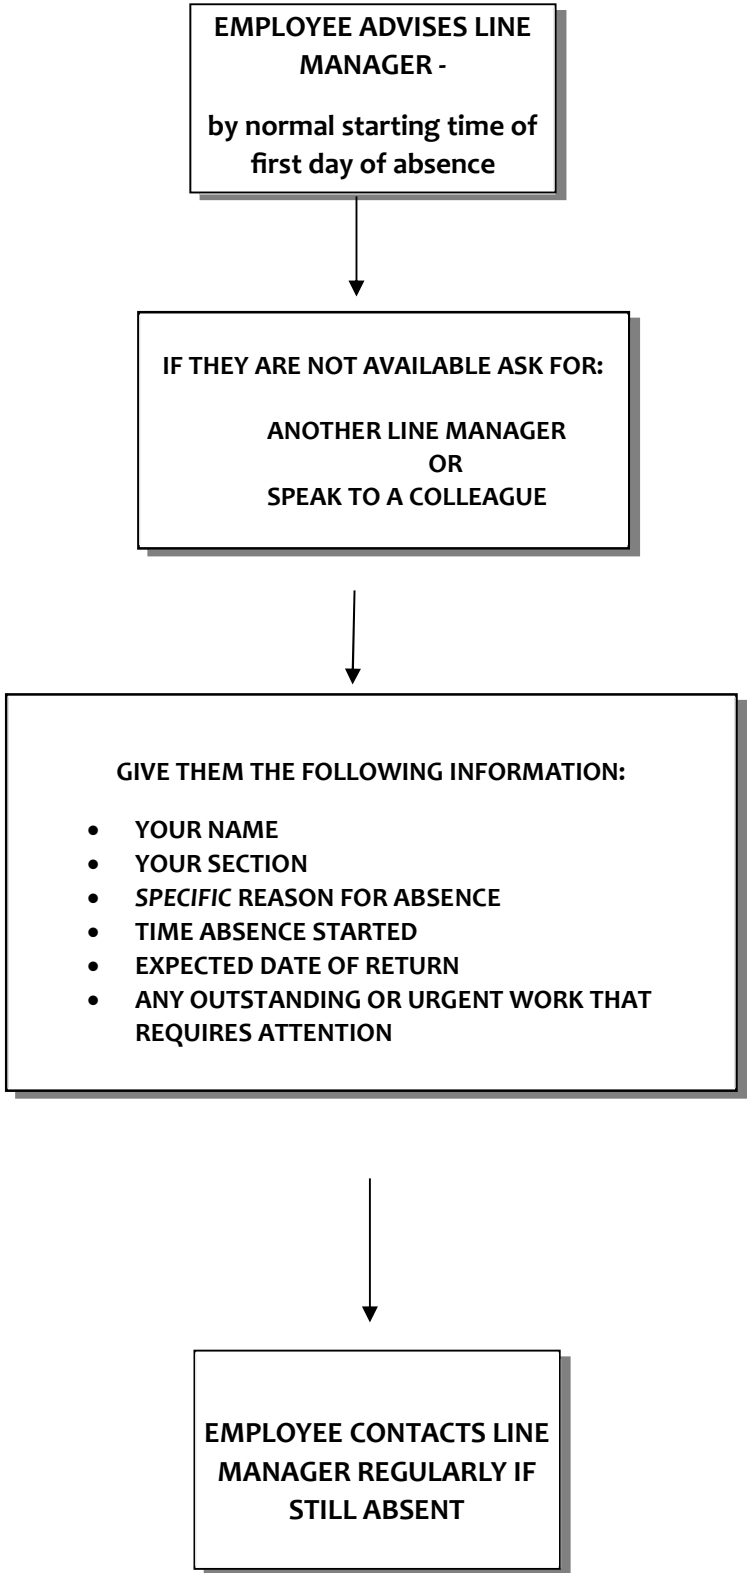 EMPLOYEE ADVISES LINE
MANAGER -
by normal starting time of
first day of absence
IF THEY ARE NOT AVAILABLE ASK FOR:
ANOTHER LINE MANAGER
OR
SPEAK TO A COLLEAGUE
GIVE THEM THE FOLLOWING INFORMATION:
• YOUR NAME
• YOUR SECTION
• SPECIFIC REASON FOR ABSENCE
• TIME ABSENCE STARTED
• EXPECTED DATE OF RETURN
• ANY OUTSTANDING OR URGENT WORK THAT
REQUIRES ATTENTION
EMPLOYEE CONTACTS LINE
MANAGER REGULARLY IF
STILL ABSENT